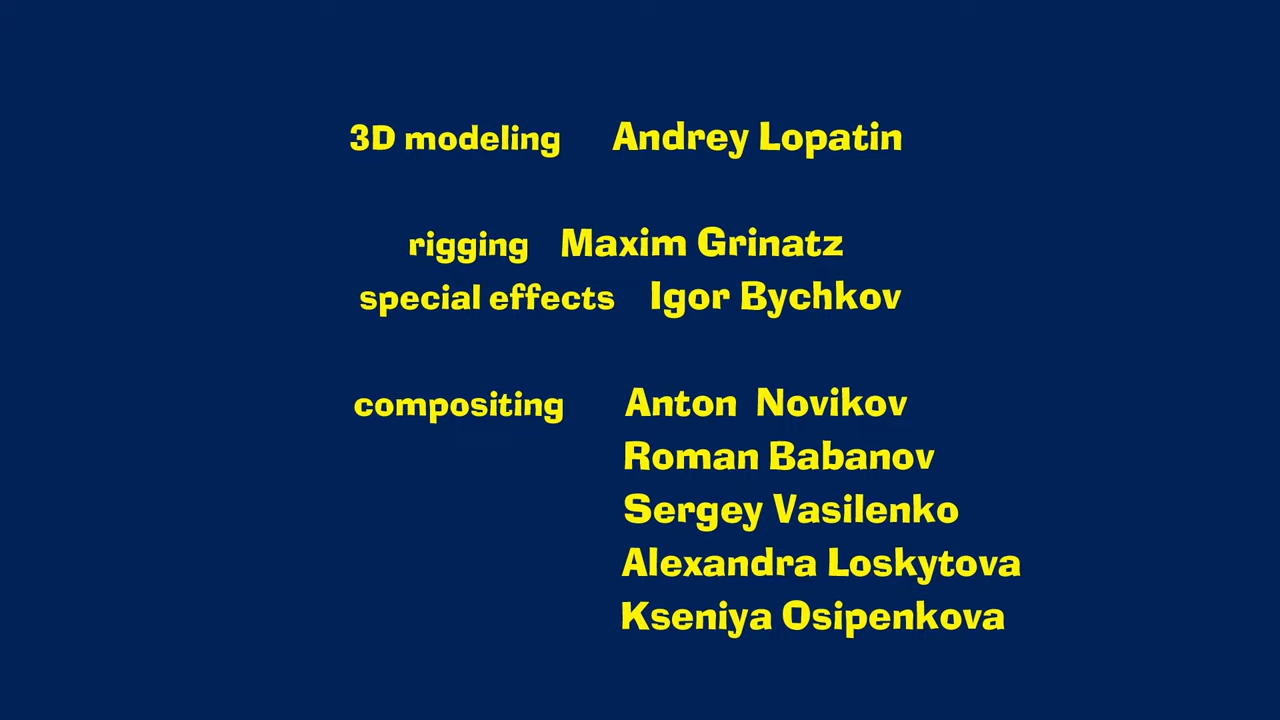 3D modeling Andrey Lopatin
rigging Maxim Grinatz
special effects Igor Bychkov
compositing Anton Novikov
Roman Babanov
Sergey Vasilenko
Alexandra Loskytova
Kseniya Osipenkova